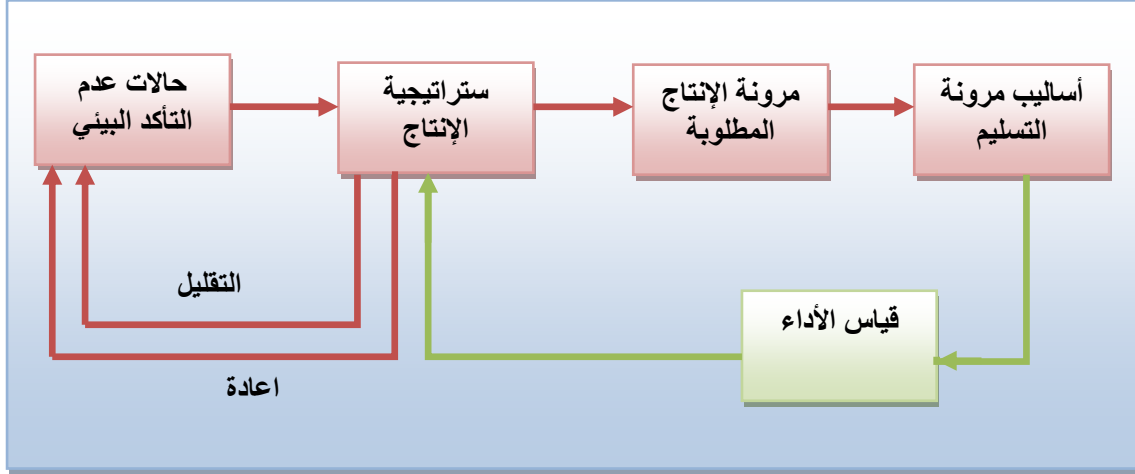 حالات عدم
التأكد البيئي
ستراتيجية
الإنتاج
مرونة الإنتاج
المطلوبة
أساليب مرونة
التسليم
التقليل
قياس الأداء
اعادة